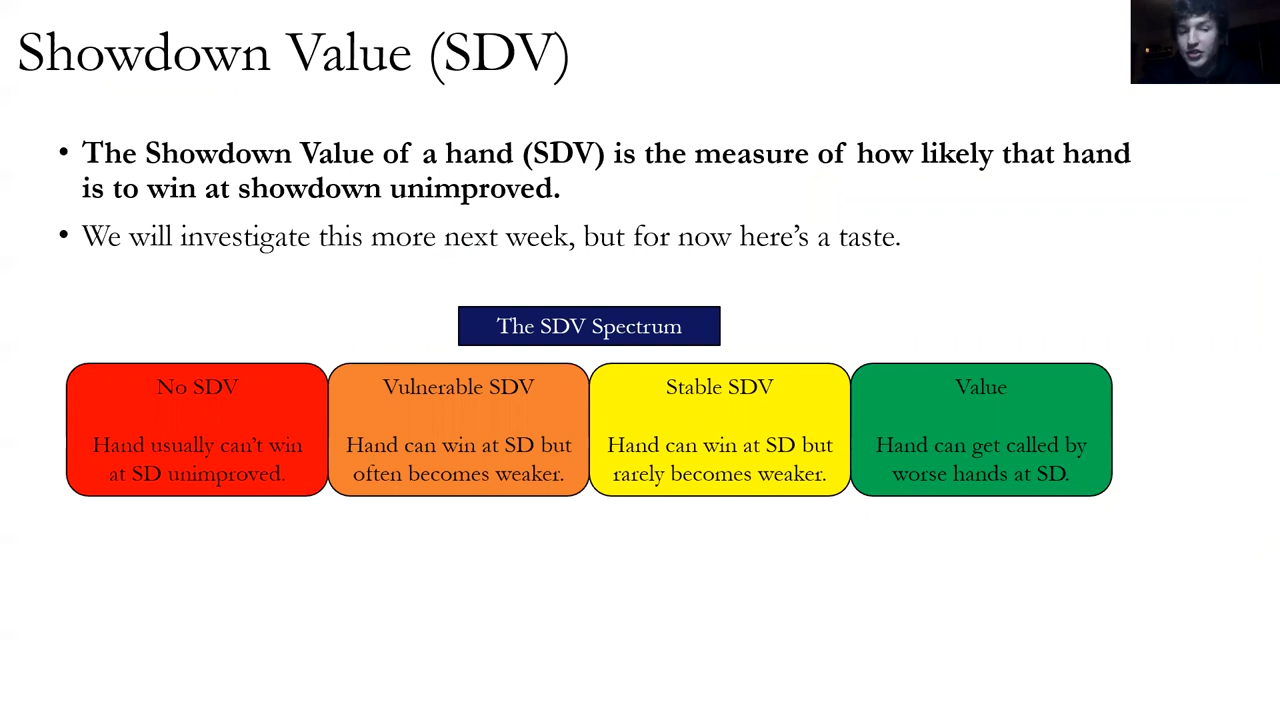 Showdown Value (SDV)
• The Showdown Value of a hand (SDV) is the measure of how likely that hand
is to win at showdown unimproved.
• We will investigate this more next week, but for now here’s a taste.
The SDV Spectrum
No SDV
Hand usually can’t win
at SD unimproved.
Vulnerable SDV
Hand can win at SD but
often becomes weaker.
Stable SDV
Hand can win at SD but
rarely becomes weaker.
Value
Hand can get called by
worse hands at SD.